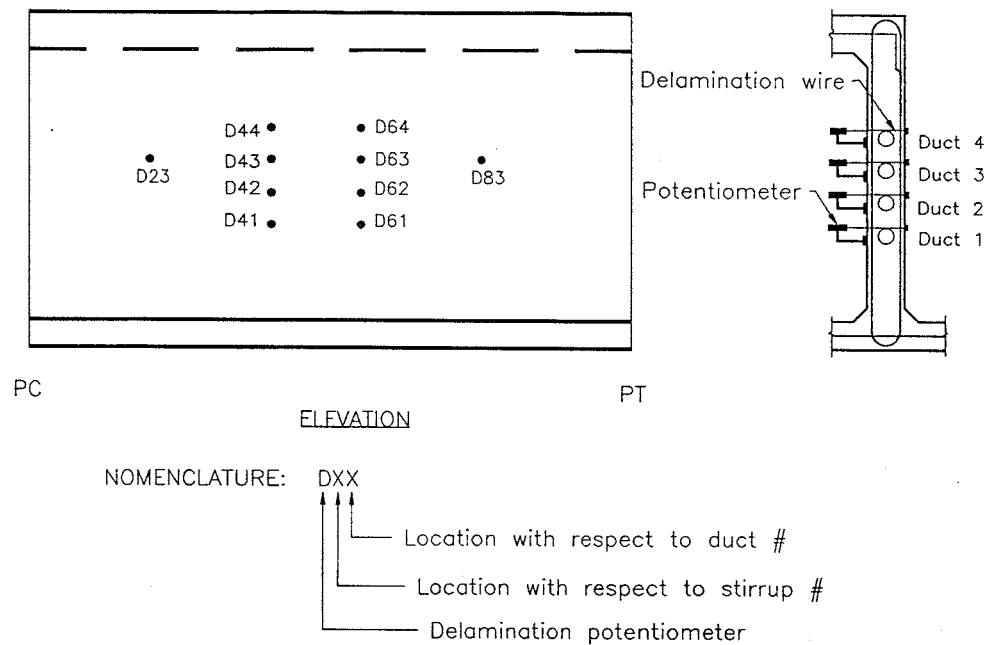 Delamination wire
D44 D64
Duct 4
D43 D63
D23 D83
Duct 3
D42 D62
Potentiometer
Duct 2
D41 D61
Duct 1
PC PT
ELEVATION
NOMENCLATURE: DXX
Location with respect to duct #
Location with respect to stirrup #
Delamination potentiometer